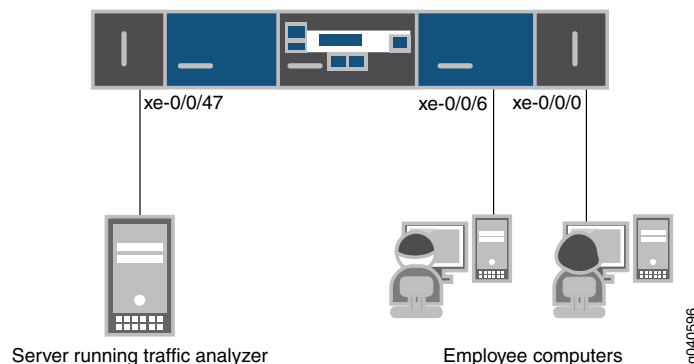 xe-0/0/47
xe-0/0/6
xe-0/0/0
Server running traffic analyzer
Employee computers
g040596